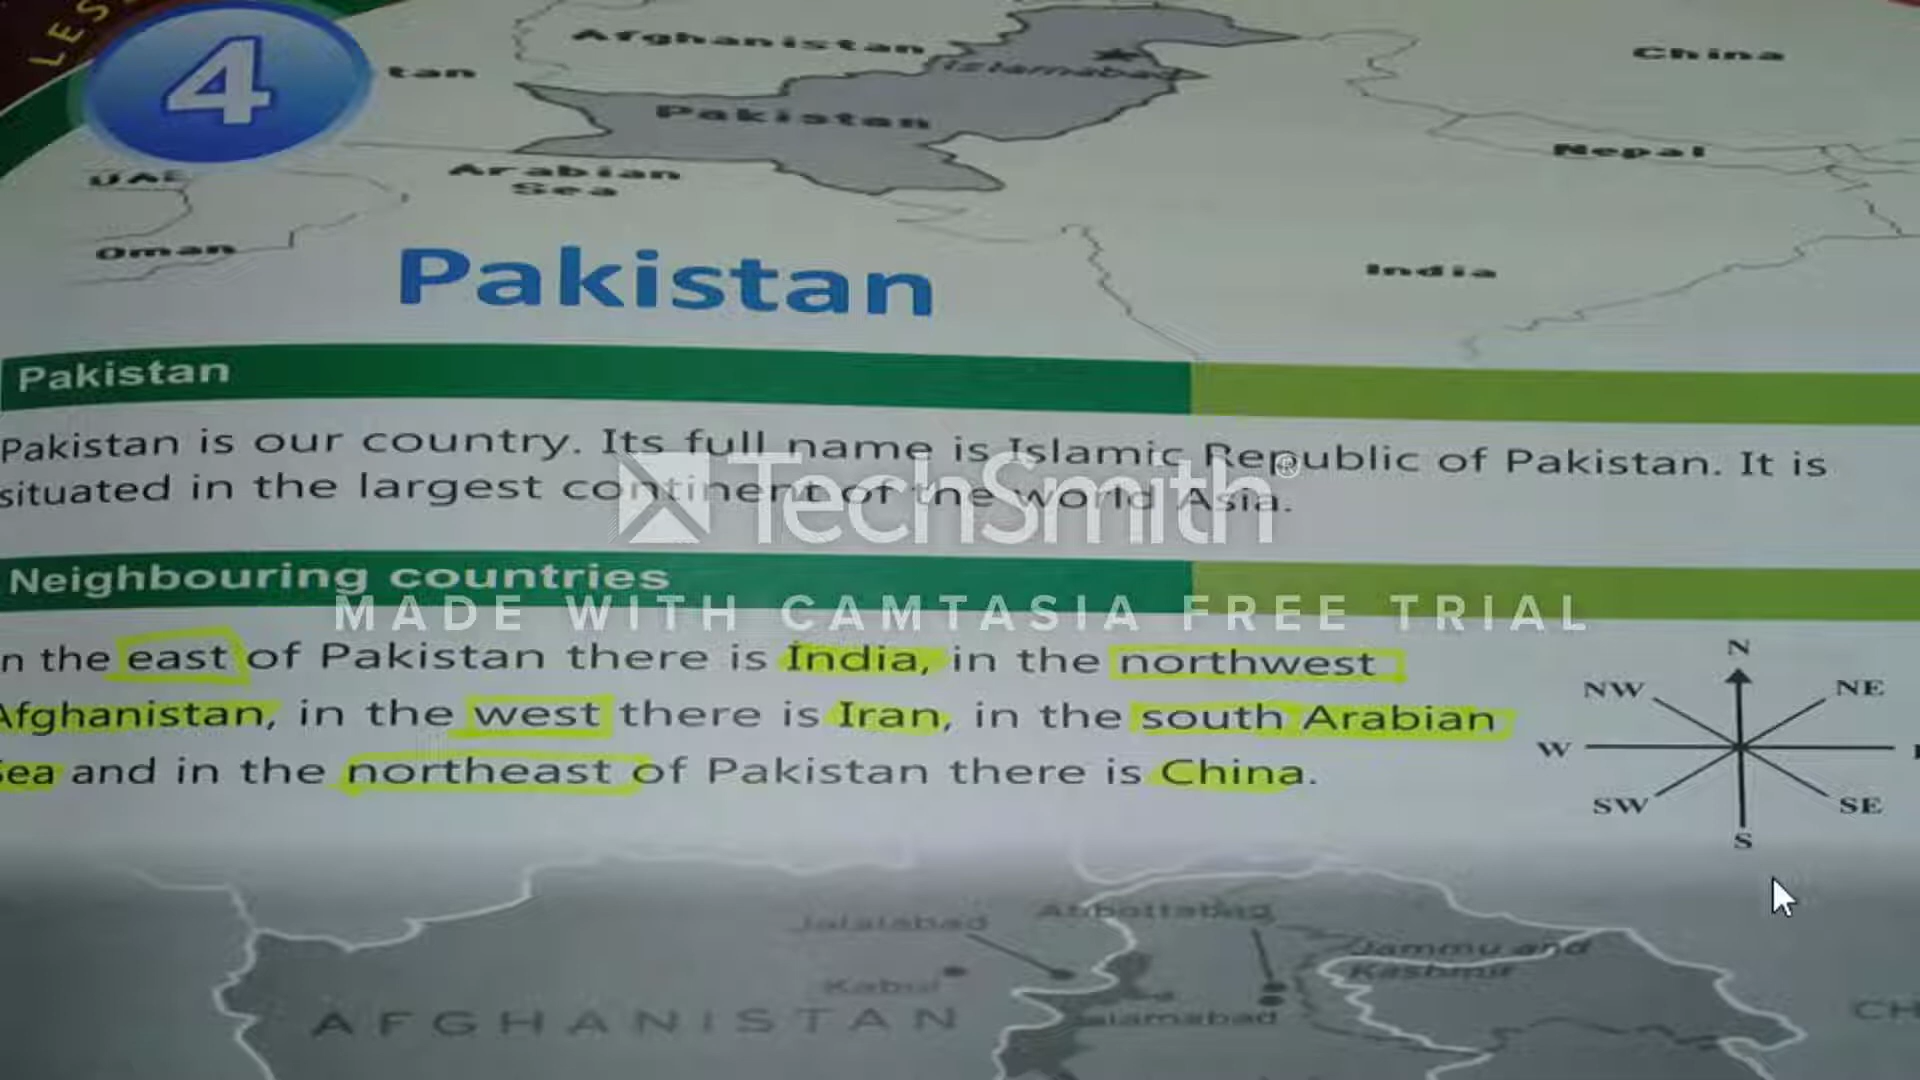 LES
4
tan
Afghanistan
Islamabad
China
Pakistan
Nepal
UAE
Arabian
Sea
Oman
India
Pakistan
Pakistan
Pakistan is our country. Its full name is Islamic Republic of Pakistan. It is
situated in the largest continent of the world Asia.
TechSmith®
Neighbouring countries
MADE WITH CAMTASIA FREE TRIAL
n the east of Pakistan there is India, in the northwest
Afghanistan, in the west there is Iran, in the south Arabian
Sea and in the northeast of Pakistan there is China.
N
NW NE
W
SW SE
S
Jalalabad Abbottabad
Jammu and
Kashmir
Kabul
AFGHANISTAN
Islamabad
CH